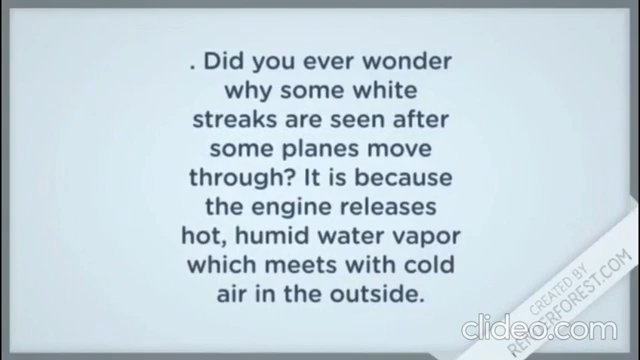 . Did you ever wonder
why some white
streaks are seen after
some planes move
through? It is because
the engine releases
hot, humid water vapor
which meets with cold
air in the outside.
CREATED BY
RENDERFOREST.COM
clideo.com